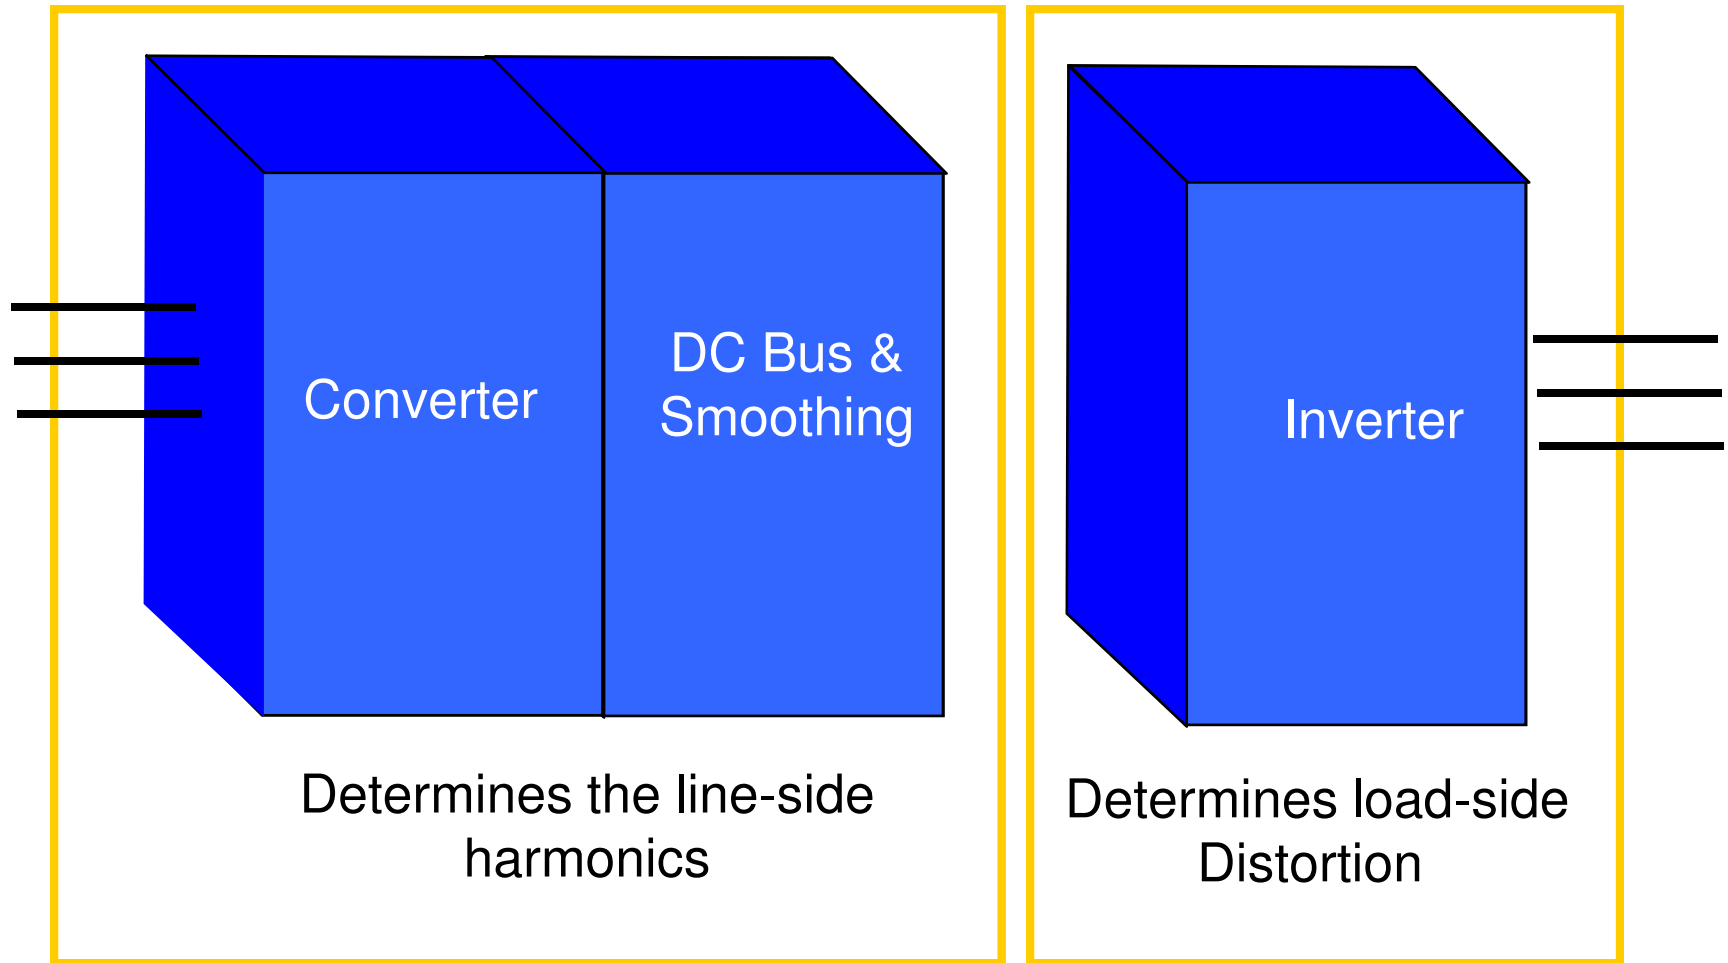 Converter
DC Bus &
Smoothing
Determines the line-side
harmonics
Inverter
Determines load-side
Distortion